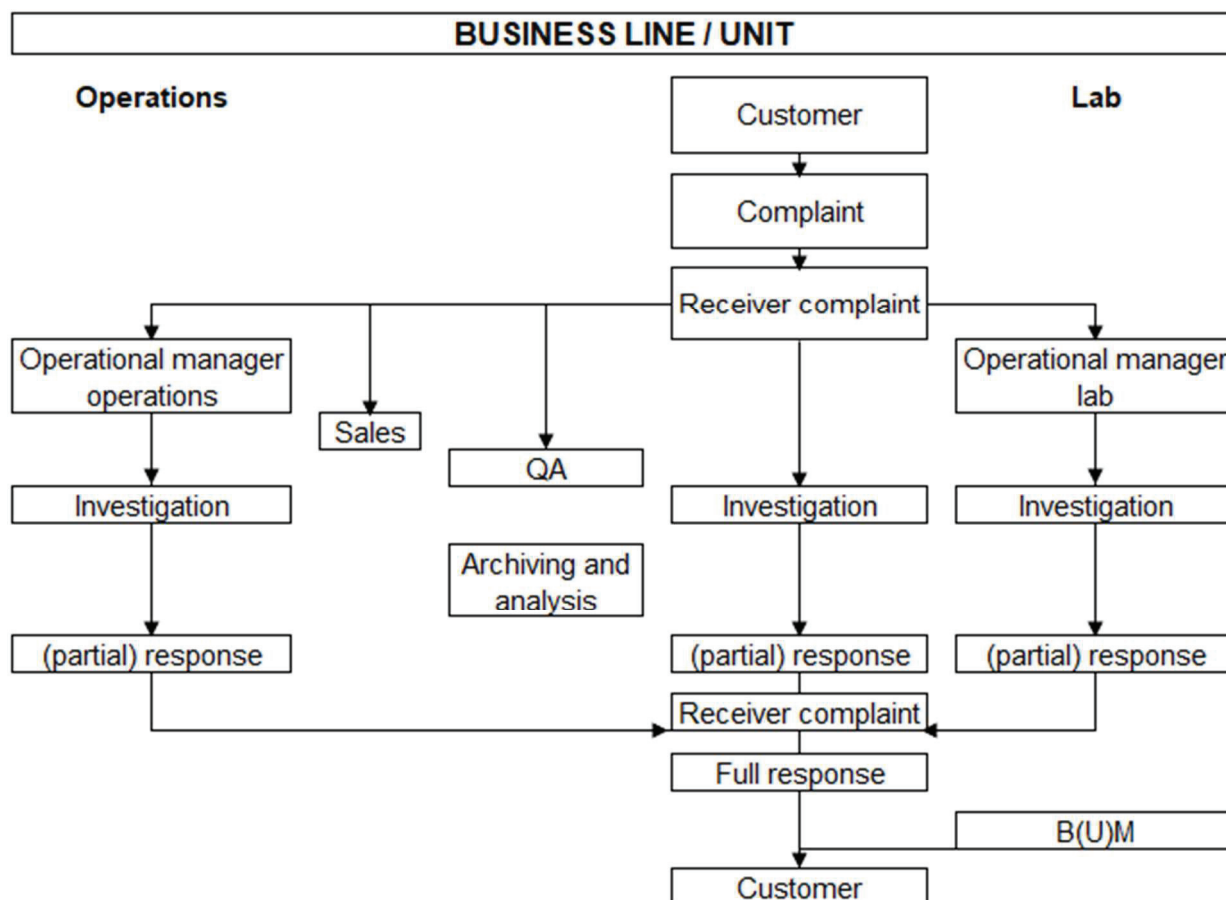 BUSINESS LINE / UNIT
Operations
Customer
Lab
Complaint
Receiver complaint
Operational manager
operations
Operational manager
lab
Sales
QA
Investigation
Investigation
Investigation
Archiving and
analysis
(partial) response
(partial) response
(partial) response
Receiver complaint
Full response
B(U)M
Customer